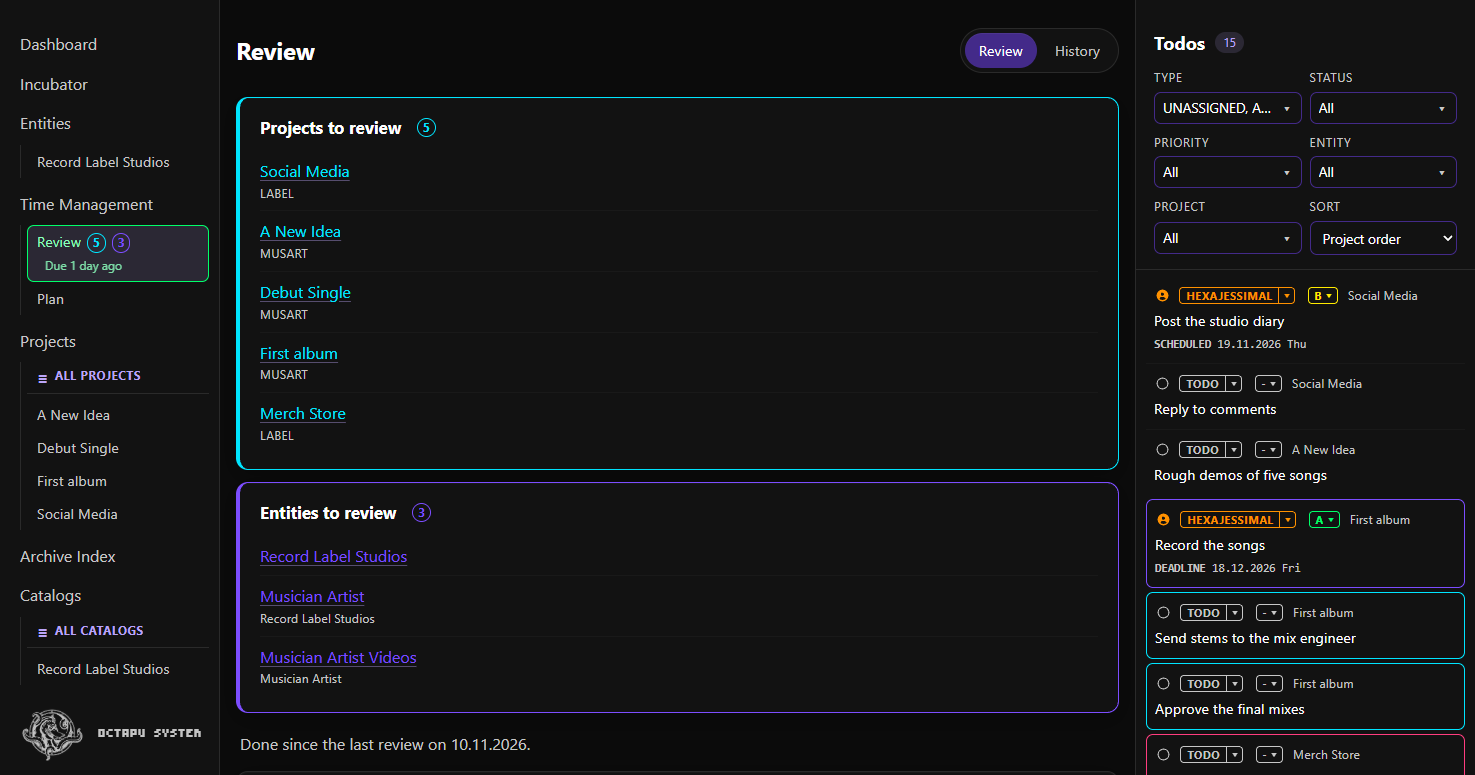 Dashboard
Incubator
Entities
Record Label Studios
Time Management
Review 5 3
Due 1 day ago
Plan
Projects
ALL PROJECTS
A New Idea
Debut Single
First album
Social Media
Archive Index
Catalogs
ALL CATALOGS
Record Label Studios
OCTAPU SYSTEM
Review
Review History
Projects to review 5
Social Media
LABEL
A New Idea
MUSART
Debut Single
MUSART
First album
MUSART
Merch Store
LABEL
Entities to review 3
Record Label Studios
Musician Artist
Record Label Studios
Musician Artist Videos
Musician Artist
Done since the last review on 10.11.2026.
Todos 15
TYPE STATUS
UNASSIGNED, A... All
PRIORITY ENTITY
All All
PROJECT SORT
All Project order
HEXAJESSIMAL B Social Media
Post the studio diary
SCHEDULED 19.11.2026 Thu
TODO - Social Media
Reply to comments
TODO - A New Idea
Rough demos of five songs
HEXAJESSIMAL A First album
Record the songs
DEADLINE 18.12.2026 Fri
TODO - First album
Send stems to the mix engineer
TODO - First album
Approve the final mixes
TODO - Merch Store